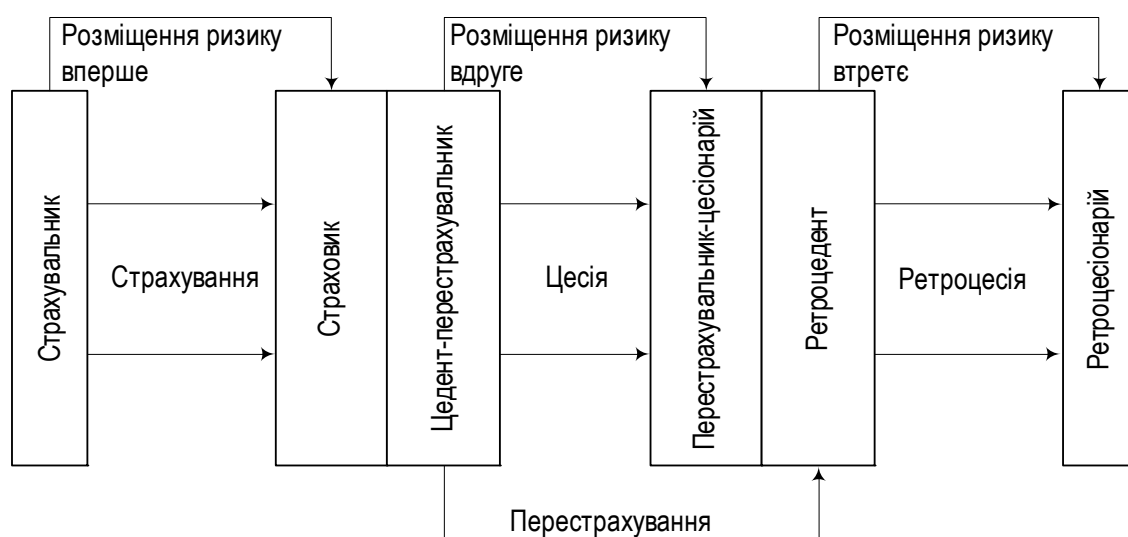 Розміщення ризику
вперше
Розміщення ризику
вдруге
Розміщення ризику
втретє
Страхувальник
Страхування
Страховик
Цедент-перестрахувальник
Цесія
Перестрахувальник-цесіонарій
Ретроцедент
Ретроцесія
Ретроцесіонарій
Перестрахування